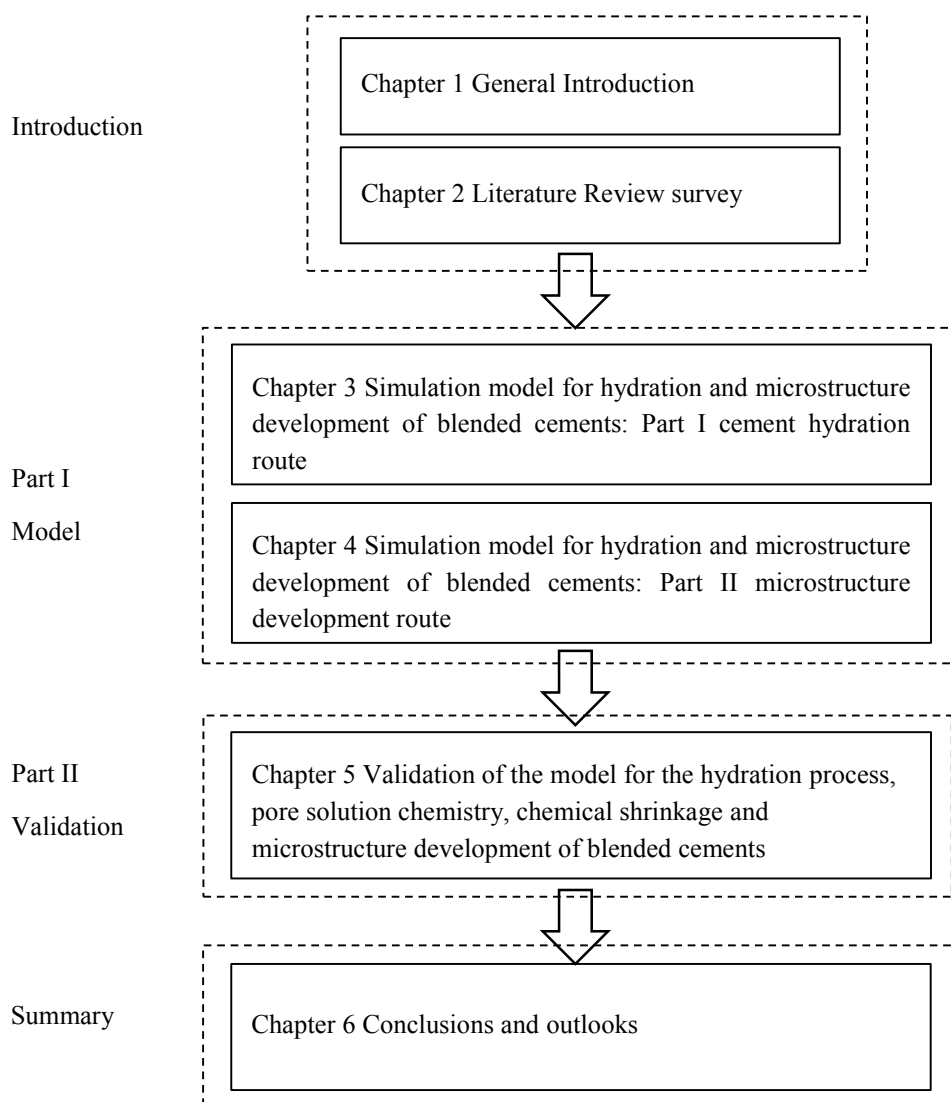 Introduction
Chapter 1 General Introduction
Chapter 2 Literature Review survey
Part I
Model
Chapter 3 Simulation model for hydration and microstructure
development of blended cements: Part I cement hydration
route
Chapter 4 Simulation model for hydration and microstructure
development of blended cements: Part II microstructure
development route
Part II
Validation
Chapter 5 Validation of the model for the hydration process,
pore solution chemistry, chemical shrinkage and
microstructure development of blended cements
Summary
Chapter 6 Conclusions and outlooks